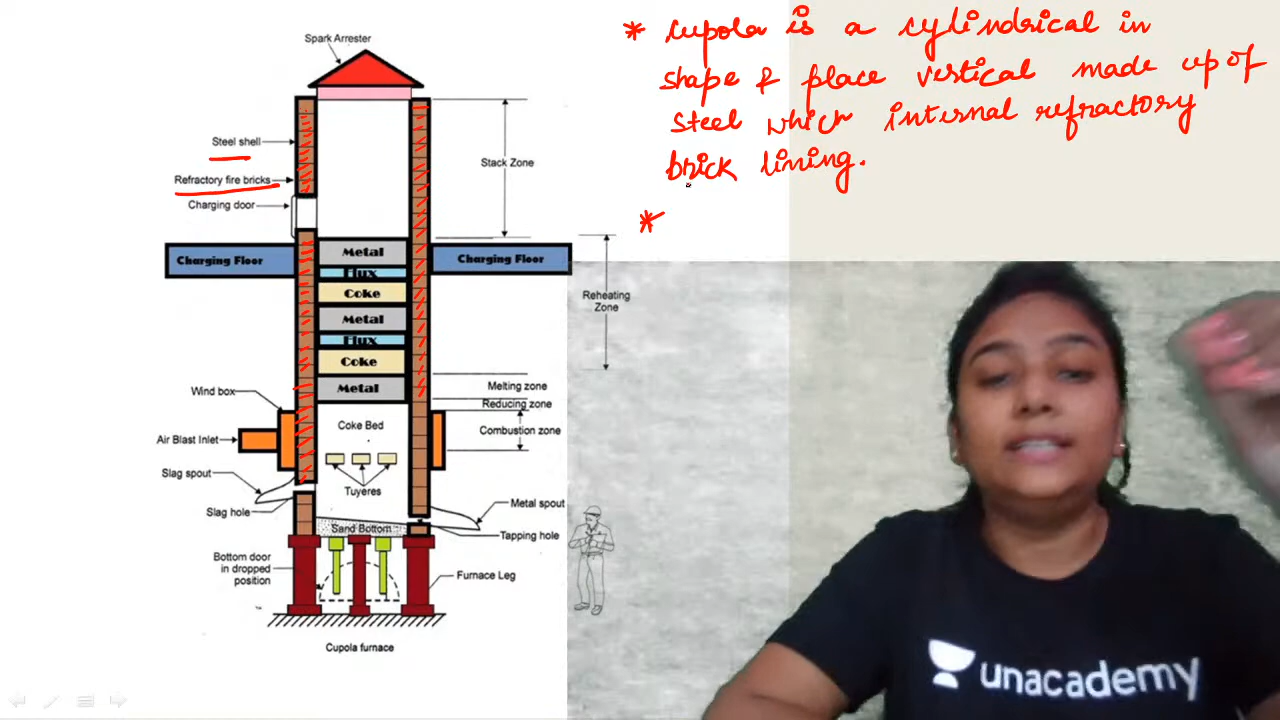 * Cupola is a cylindrical in
shape & place vertical made up of
steel which internal refractory
brick lining.
*
Spark Arrester
Steel shell
Refractory fire bricks
Charging door
Stack Zone
Charging Floor
Charging Floor
Metal
Flux
Coke
Metal
Flux
Coke
Metal
Reheating
Zone
Melting zone
Reducing zone
Combustion zone
Wind box
Air Blast Inlet
Coke Bed
Slag spout
Tuyeres
Slag hole
Metal spout
Sand Bottom
Tapping hole
Bottom door
in dropped
position
Furnace Leg
Cupola furnace
unacademy